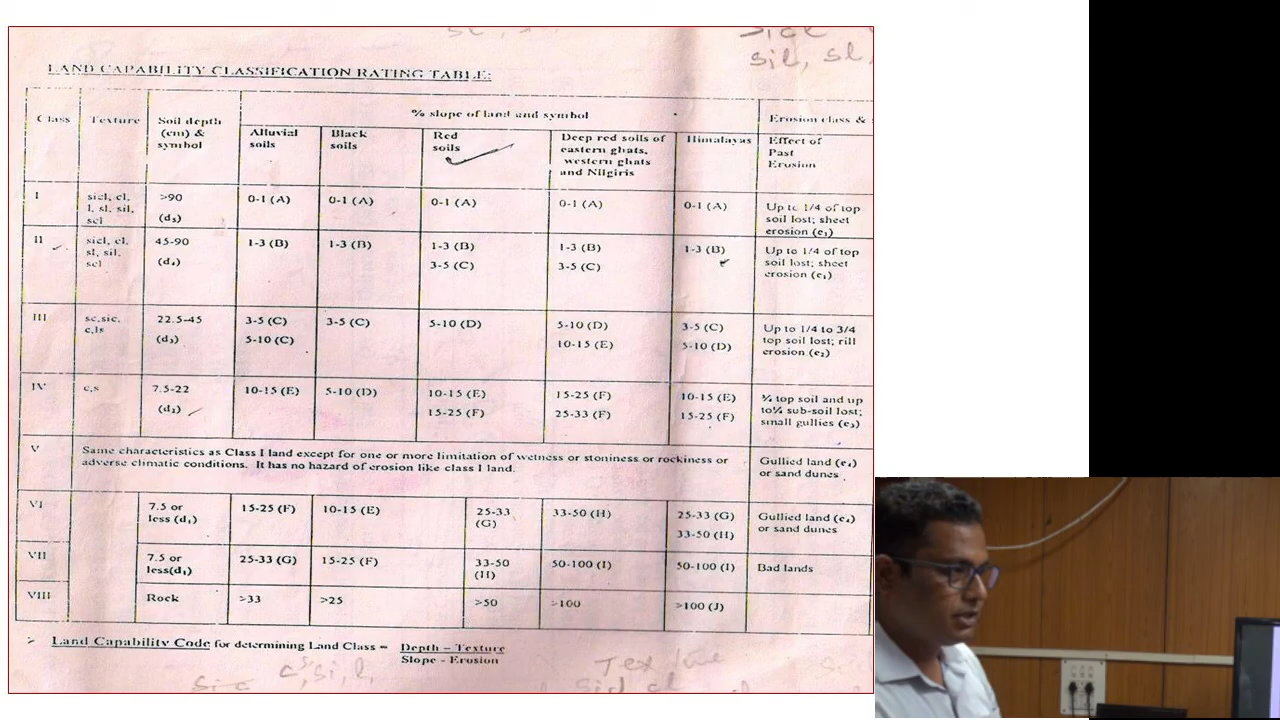 sicl
sil, sl,
LAND CAPABILITY CLASSIFICATION RATING TABLE:
Class
Texture
Soil depth
(cm) &
symbol
% slope of land and symbol
Erosion class &
Alluvial
soils
Black
soils
Red
soils
Deep red soils of
eastern ghats,
western ghats
and Nilgiris
Himalayas
Effect of
Past
Erosion
I
sicl, cl,
l, sl, sil,
scl
>90
(d₅)
0-1 (A)
0-1 (A)
0-1 (A)
0-1 (A)
0-1 (A)
Up to 1/4 of top
soil lost; sheet
erosion (e₁)
II
sicl, cl,
sl, sil,
scl
45-90
(d₄)
1-3 (B)
1-3 (B)
1-3 (B)
3-5 (C)
1-3 (B)
3-5 (C)
1-3 (B)
Up to 1/4 of top
soil lost; sheet
erosion (e₁)
III
sc,sic,
c,ls
22.5-45
(d₃)
3-5 (C)
5-10 (C)
3-5 (C)
5-10 (D)
5-10 (D)
10-15 (E)
3-5 (C)
5-10 (D)
Up to 1/4 to 3/4
top soil lost; rill
erosion (e₂)
IV
c,s
7.5-22
(d₂)
10-15 (E)
5-10 (D)
10-15 (E)
15-25 (F)
15-25 (F)
25-33 (F)
10-15 (E)
15-25 (F)
¾ top soil and up
to¼ sub-soil lost;
small gullies (e₃)
V
Same characteristics as Class I land except for one or more limitation of wetness or stoniness or rockiness or
adverse climatic conditions. It has no hazard of erosion like class I land.
Gullied land (e₄)
or sand dunes
VI
7.5 or
less (d₁)
15-25 (F)
10-15 (E)
25-33
(G)
33-50 (H)
25-33 (G)
33-50 (H)
Gullied land (e₄)
or sand dunes
VII
7.5 or
less(d₁)
25-33 (G)
15-25 (F)
33-50
(H)
50-100 (I)
50-100 (I)
Bad lands
VIII
Rock
>33
>25
>50
>100
>100 (J)
Land Capability Code for determining Land Class = Depth – Texture
Slope - Erosion